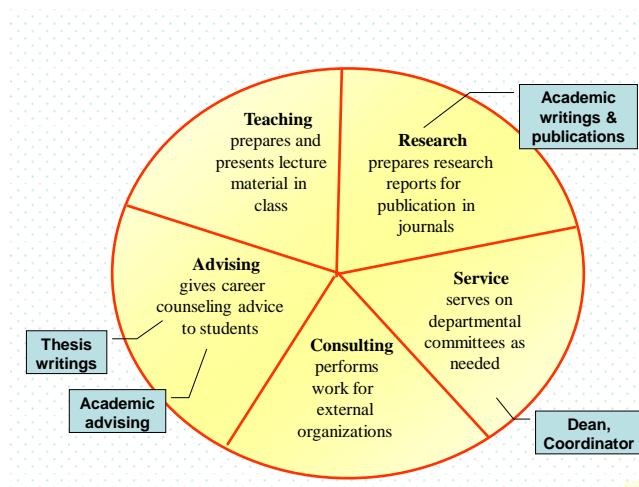 Teaching
prepares and
presents lecture
material in
class
Research
prepares research
reports for
publication in
journals
Academic
writings &
publications
Advising
gives career
counseling advice
to students
Service
serves on
departmental
committees as
needed
Consulting
performs
work for
external
organizations
Thesis
writings
Academic
advising
Dean,
Coordinator